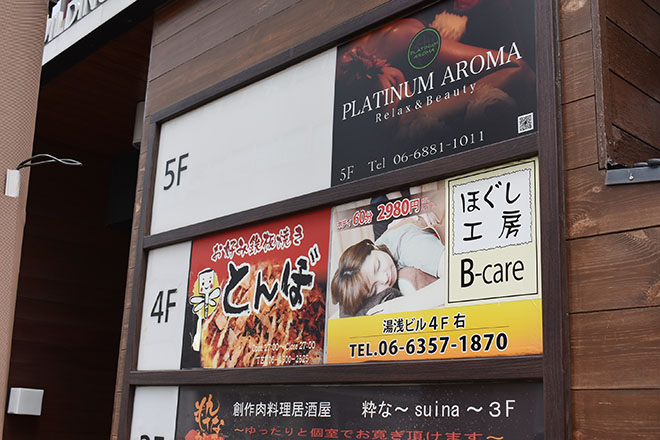 PLATINUM
AROMA
PLATINUM AROMA
Relax & Beauty
5F Tel 06-6881-1011
5F
60分 2980円
ほぐし
工房
B-care
湯浅ビル4F 右
TEL.06-6357-1870
お好み鉄板焼き
とんぼ
4F
創作肉料理居酒屋 粋な～suina～3F
～ゆったりと個室でお寛ぎ頂けます～